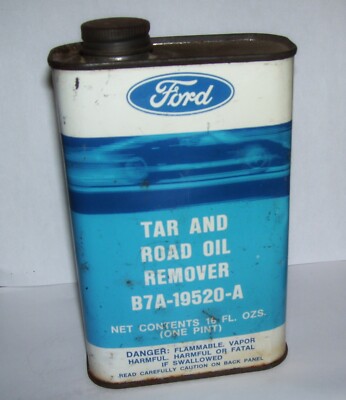 Ford
TAR AND
ROAD OIL
REMOVER
B7A-19520-A
NET CONTENTS 16 FL. OZS.
(ONE PINT)
DANGER: FLAMMABLE, VAPOR
HARMFUL. HARMFUL OR FATAL
IF SWALLOWED
READ CAREFULLY CAUTION ON BACK PANEL